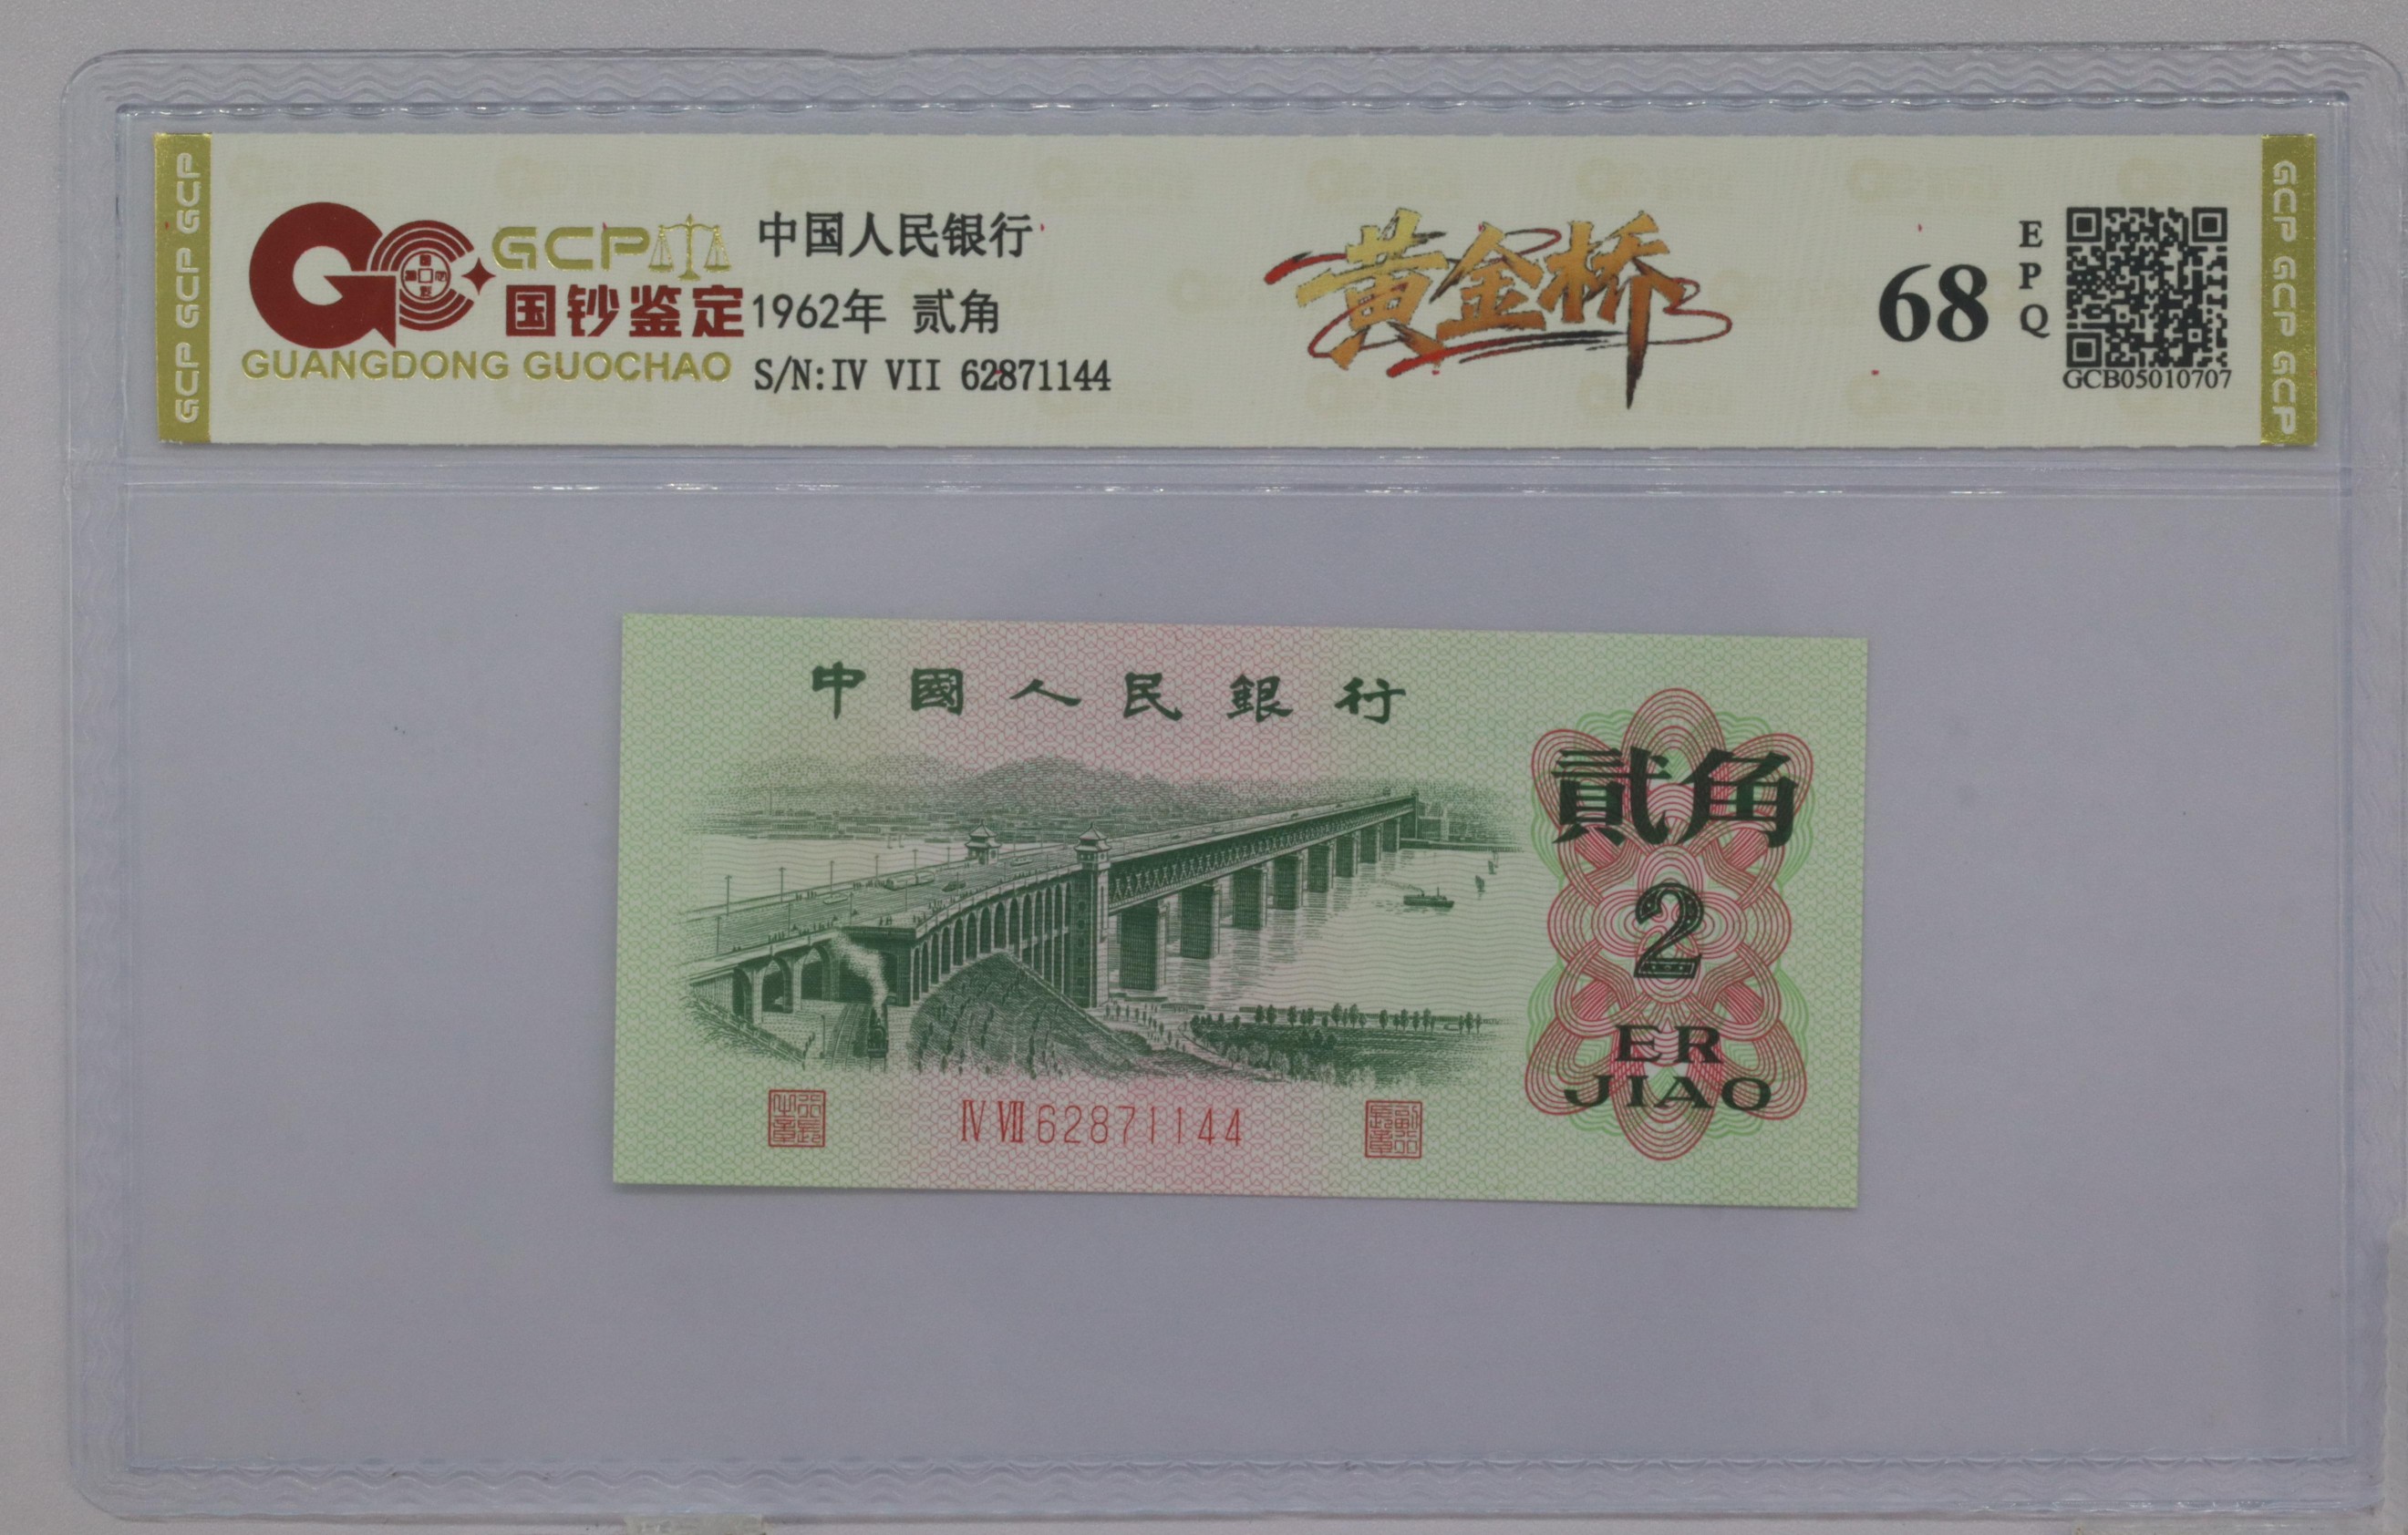 GCP GCP GCP
GCP
国钞鉴定
GUANGDONG GUOCHAO
中国人民银行
1962年 贰角
S/N:IV VII 62871144
黄金桥
68
EPQ
GCB05010707
GCP GCP GCP
中國人民銀行
貳角
2
ER
JIAO
IV VII 62871144